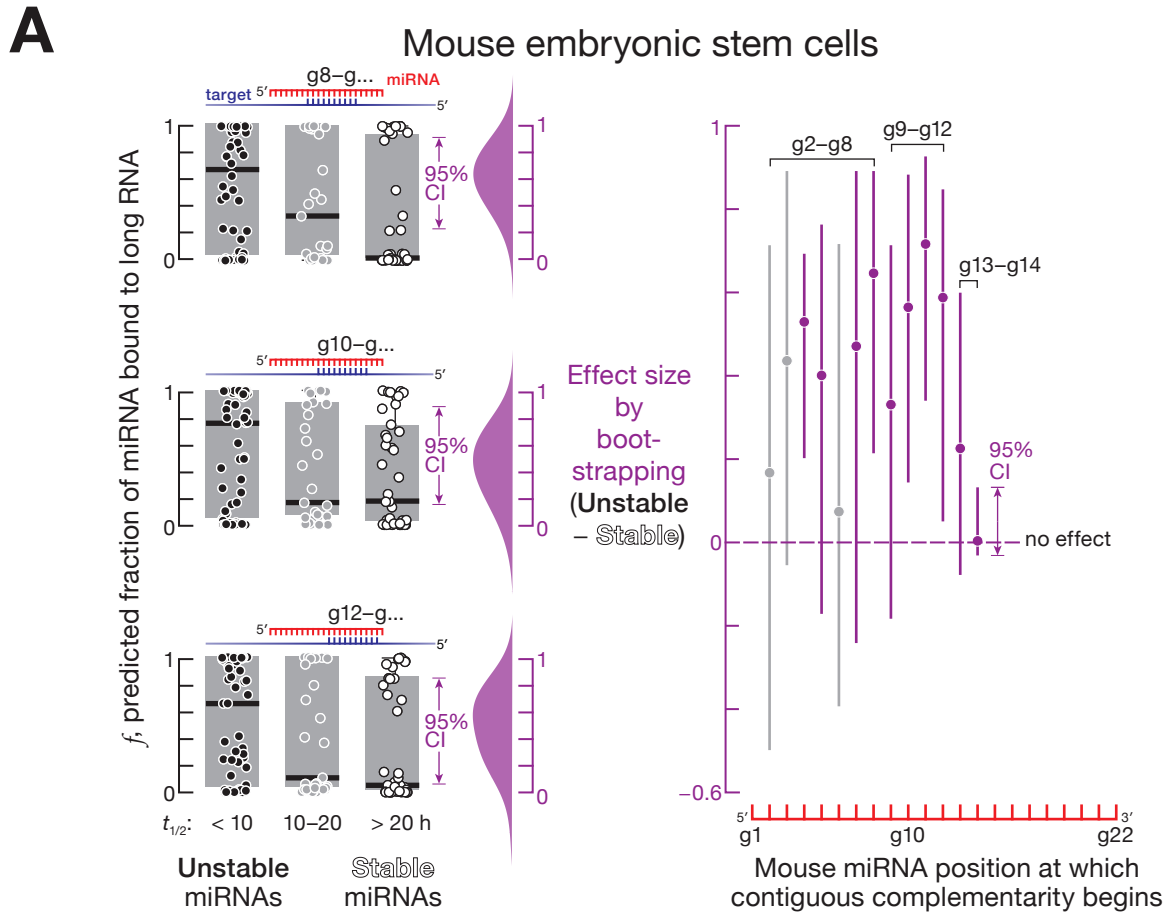 A
Mouse embryonic stem cells
f, predicted fraction of miRNA bound to long RNA
g8–g...
miRNA
target
5′
5′
1
0
95%
CI
1
0
g10–g...
5′
5′
1
0
95%
CI
1
0
g12–g...
5′
5′
1
0
95%
CI
1
0
t1/2:
< 10
10–20
> 20 h
Unstable
miRNAs
Stable
miRNAs
Effect size
by
boot-
strapping
(Unstable
– Stable)
1
0
−0.6
g2–g8
g9–g12
g13–g14
95%
CI
no effect
5′
3′
g1
g10
g22
Mouse miRNA position at which
contiguous complementarity begins